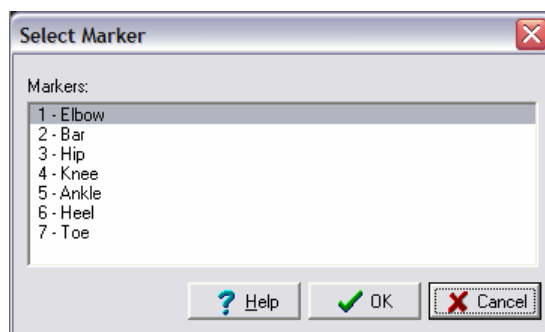 Select Marker
Markers:
1 - Elbow
2 - Bar
3 - Hip
4 - Knee
5 - Ankle
6 - Heel
7 - Toe
? Help
OK
Cancel